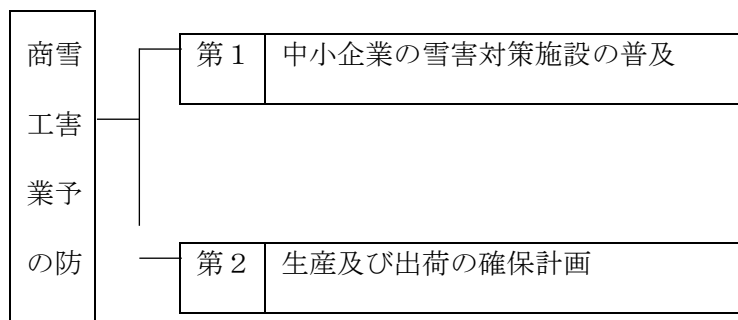 商工業の
雪害予防
第１ 中小企業の雪害対策施設の普及
第２ 生産及び出荷の確保計画